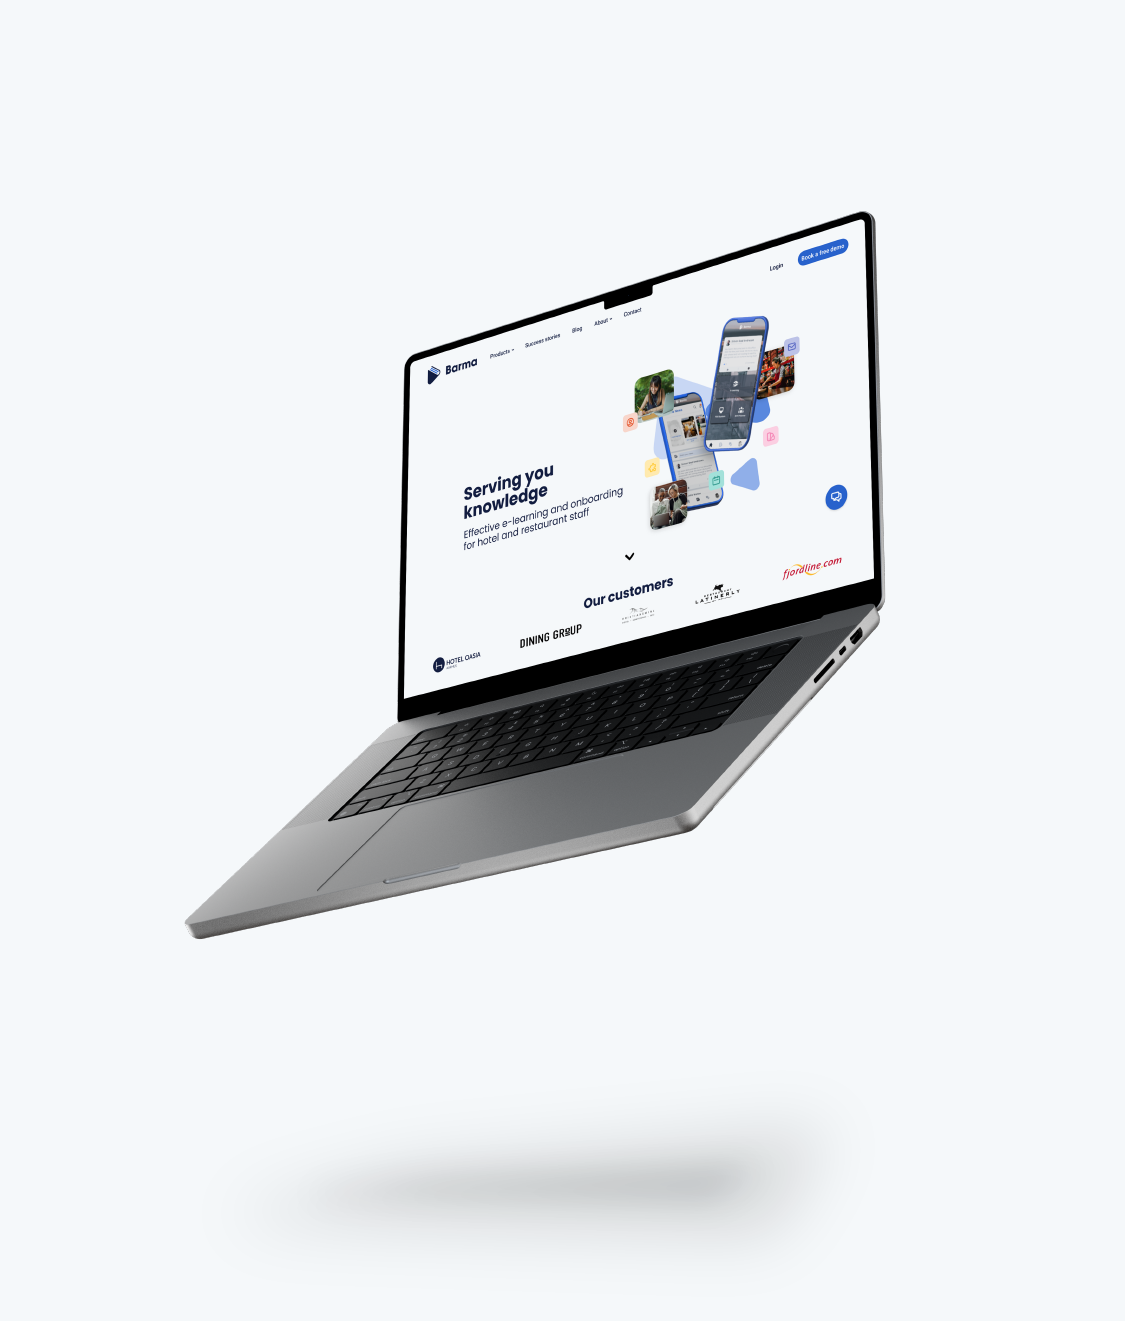 Barma
Products
Success stories
Blog
About
Contact
Login
Book a free demo
Serving you
knowledge
Effective e-learning and onboarding
for hotel and restaurant staff
Our customers
HOTEL OASIA
DINING GROUP
LATINERLY
fjordline.com